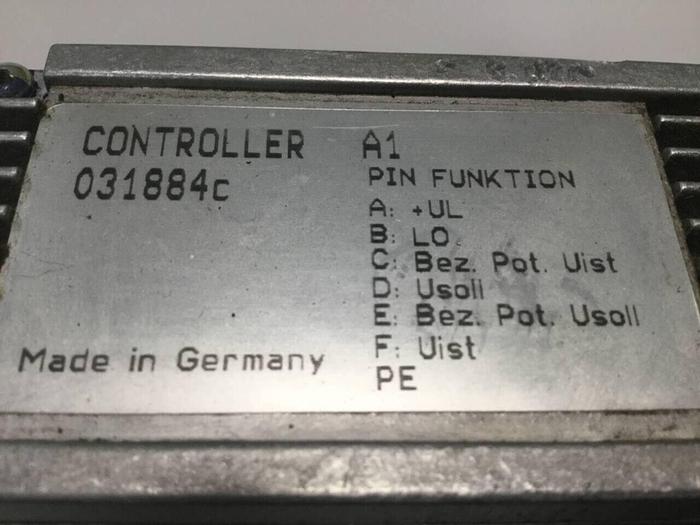 CONTROLLER A1
031884c
PIN FUNKTION
A: +UL
B: LO
C: Bez. Pot. Uist
D: Usoll
E: Bez. Pot. Usoll
F: Uist
PE
Made in Germany